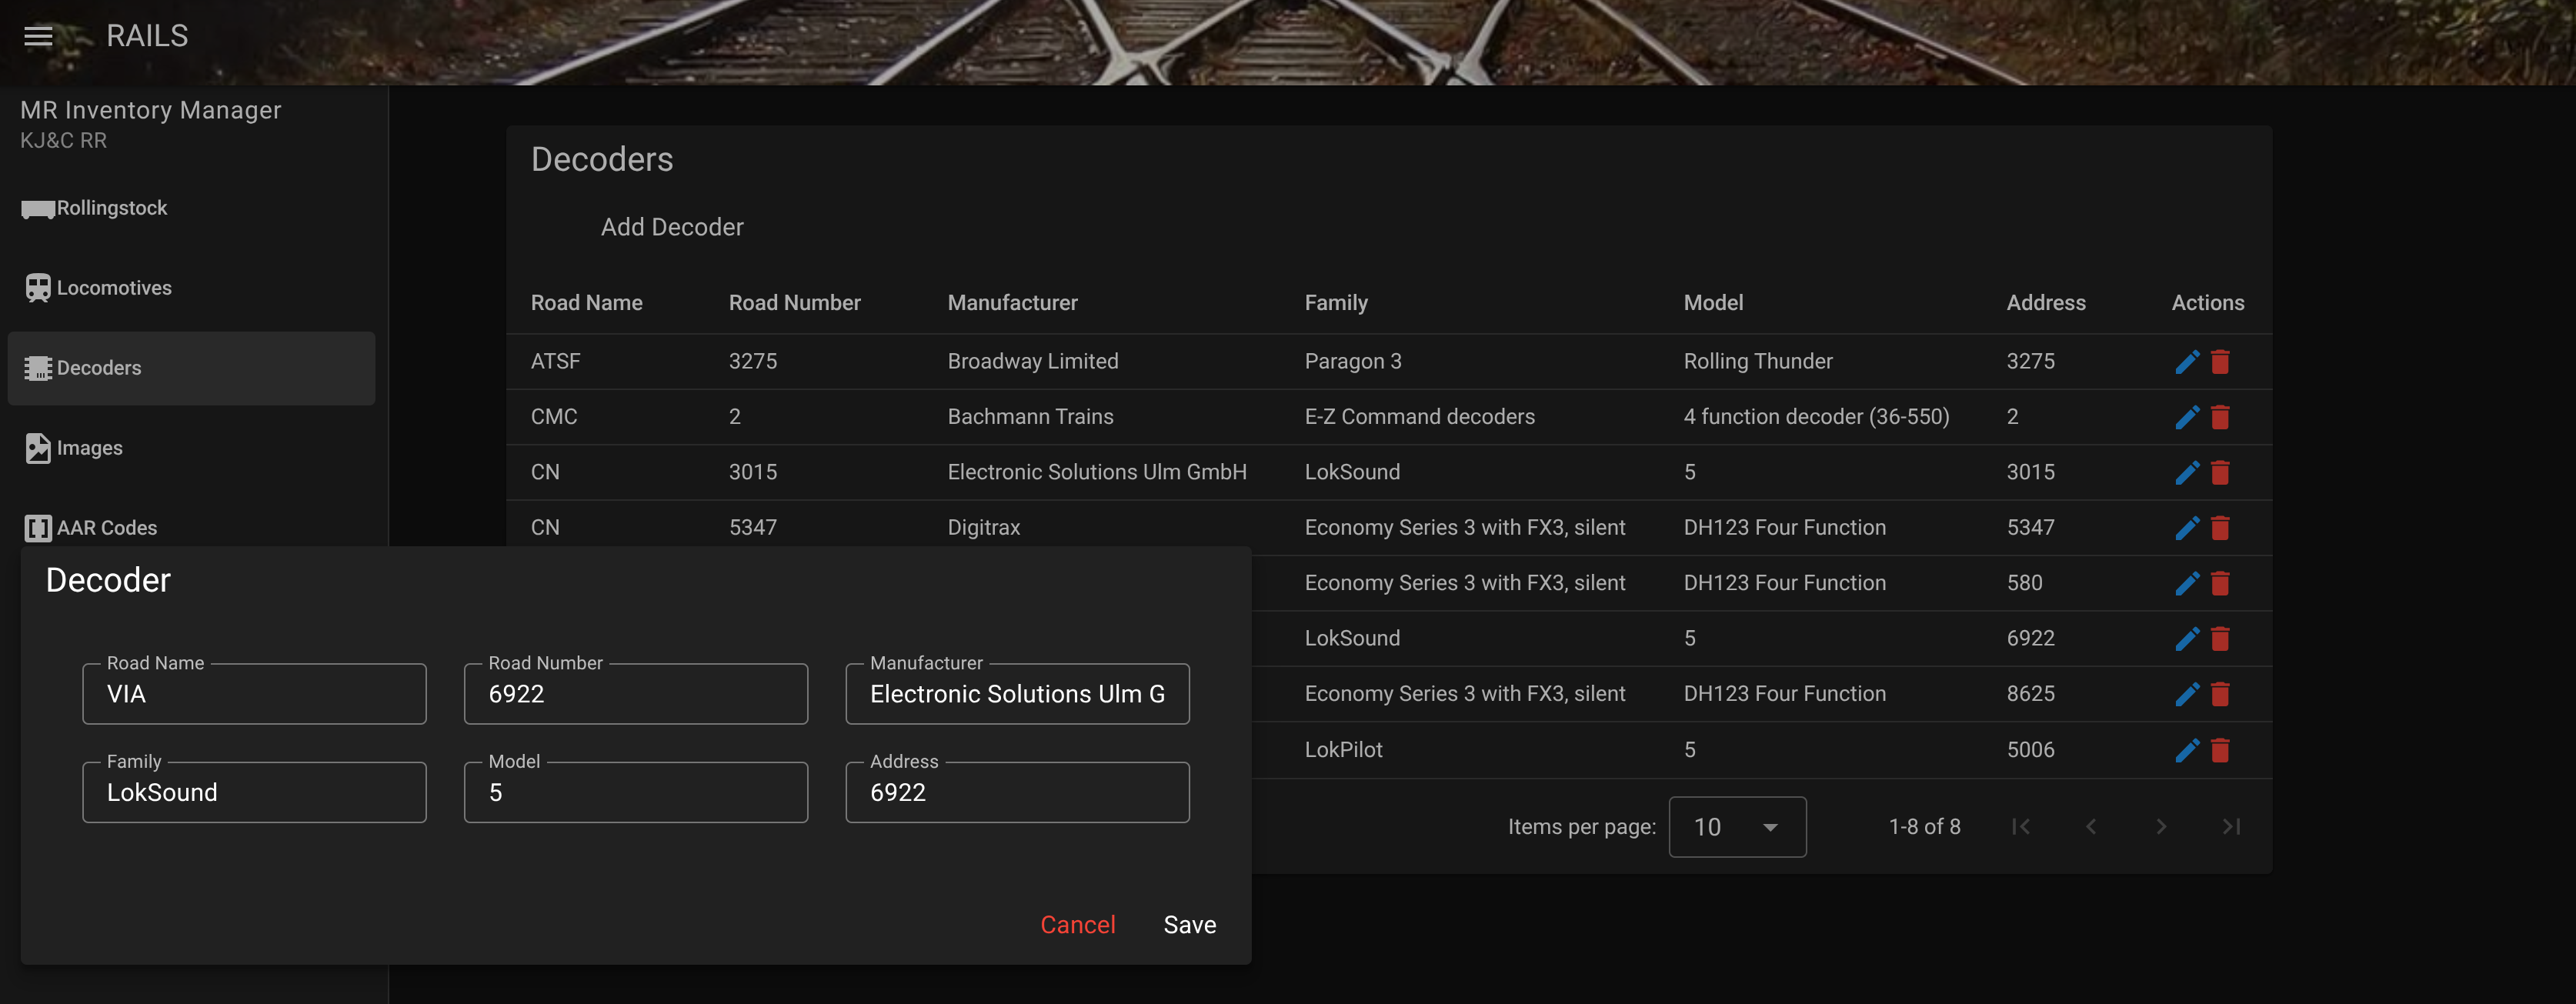 RAILS
MR Inventory Manager
KJ&C RR
Rollingstock
Locomotives
Decoders
Images
AAR Codes
Decoders
Add Decoder
Road Name Road Number Manufacturer Family Model Address Actions
ATSF 3275 Broadway Limited Paragon 3 Rolling Thunder 3275
CMC 2 Bachmann Trains E-Z Command decoders 4 function decoder (36-550) 2
CN 3015 Electronic Solutions Ulm GmbH LokSound 5 3015
CN 5347 Digitrax Economy Series 3 with FX3, silent DH123 Four Function 5347
Economy Series 3 with FX3, silent DH123 Four Function 580
LokSound 5 6922
Economy Series 3 with FX3, silent DH123 Four Function 8625
LokPilot 5 5006
Items per page: 10 1-8 of 8
Decoder
Road Name Road Number Manufacturer
VIA 6922 Electronic Solutions Ulm G
Family Model Address
LokSound 5 6922
Cancel Save